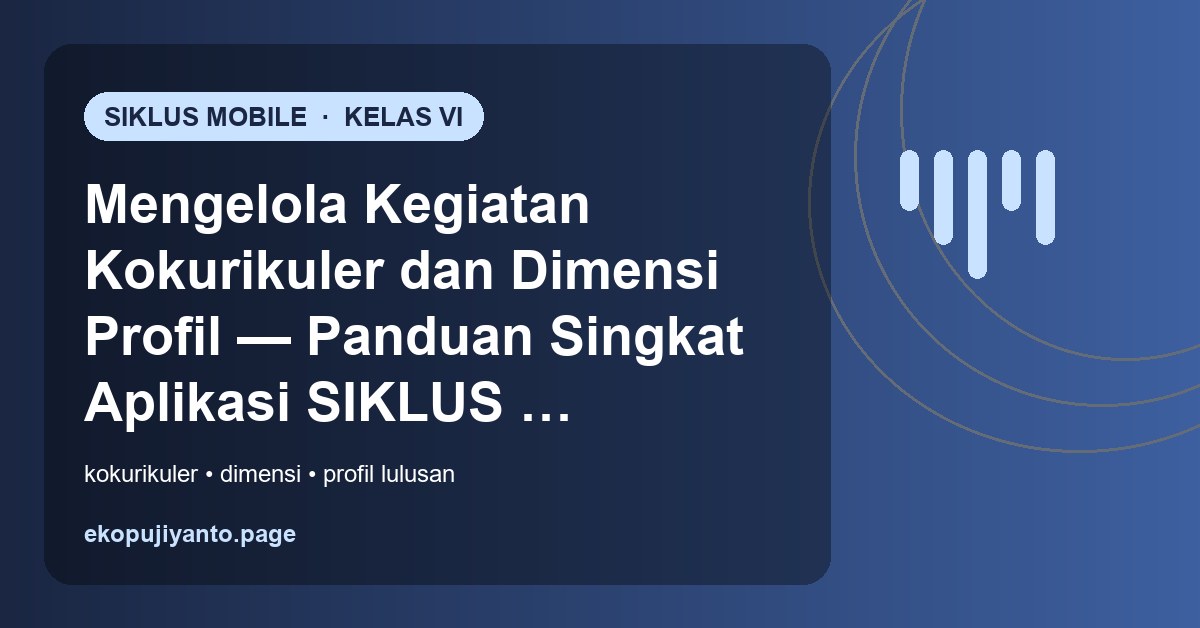 SIKLUS MOBILE · KELAS VI
Mengelola Kegiatan
Kokurikuler dan Dimensi
Profil — Panduan Singkat
Aplikasi SIKLUS …
kokurikuler • dimensi • profil lulusan
ekopujiyanto.page